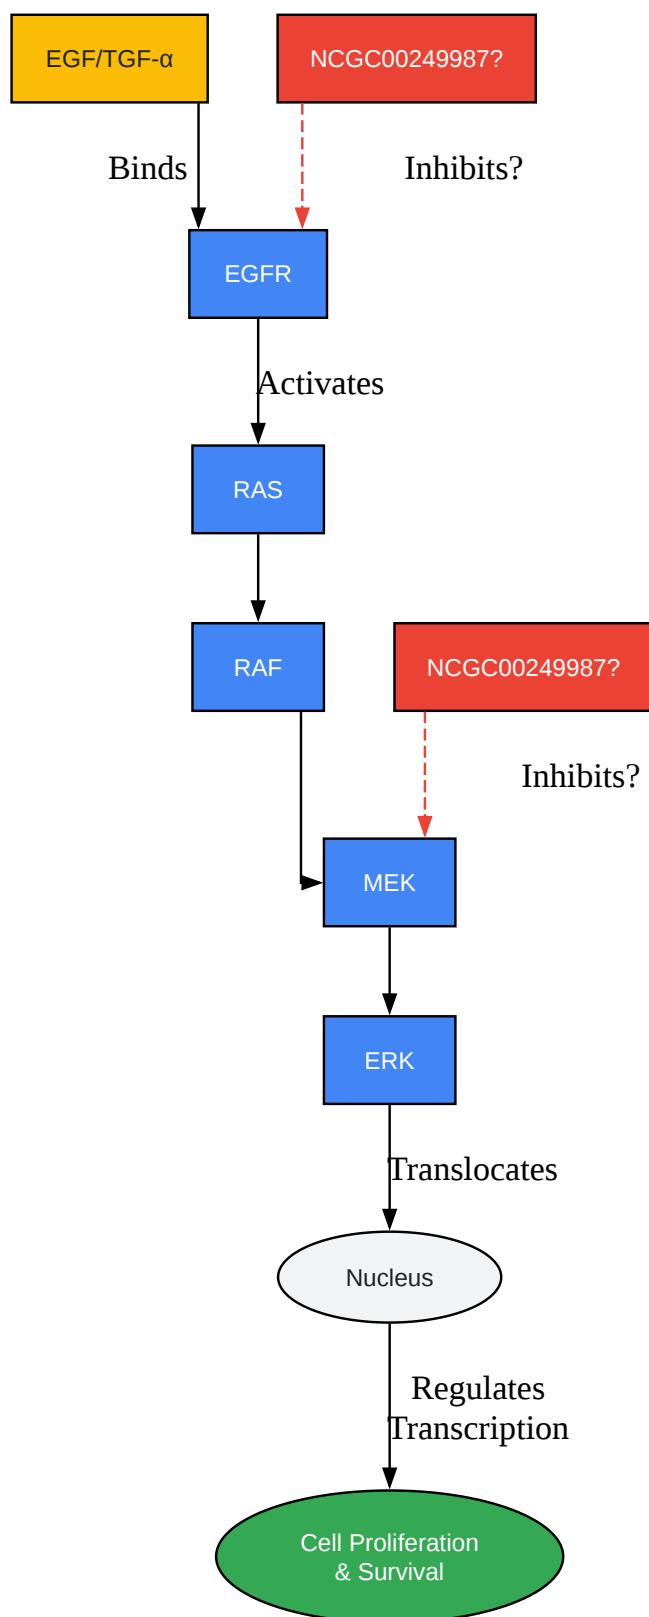 EGF/TGF-α
NCGC00249987?
Binds
Inhibits?
EGFR
Activates
RAS
RAF
NCGC00249987?
Inhibits?
MEK
ERK
Translocates
Nucleus
Regulates
Transcription
Cell Proliferation
& Survival